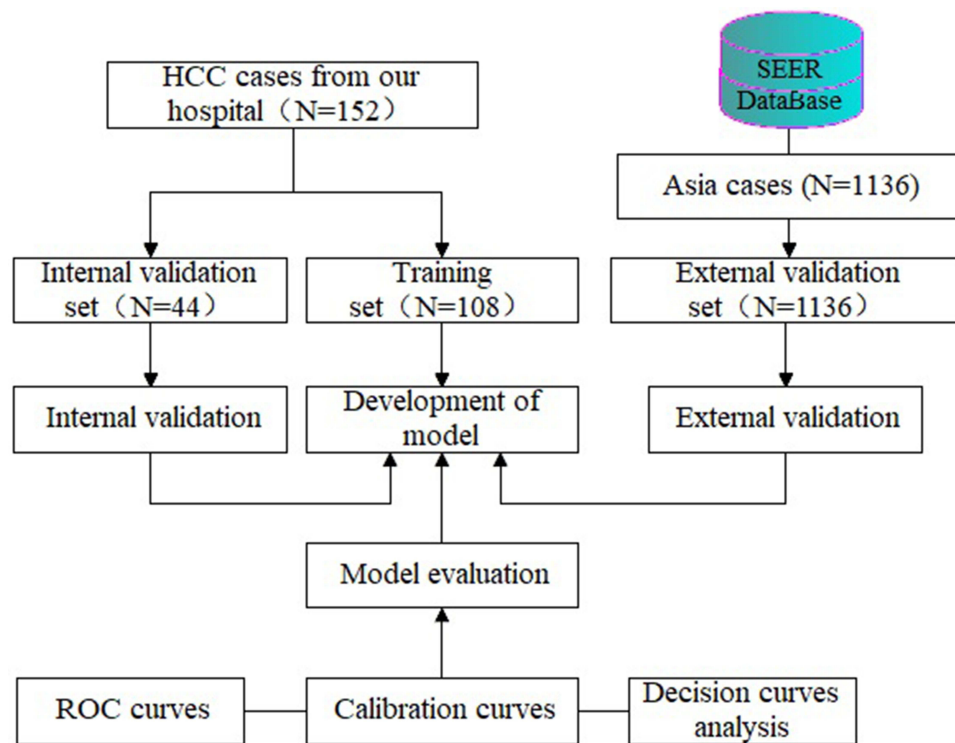 HCC cases from our
hospital（N=152）
SEER
DataBase
Asia cases (N=1136)
Internal validation
set（N=44）
Training
set（N=108）
External validation
set（N=1136）
Internal validation
Development of
model
External validation
Model evaluation
ROC curves
Calibration curves
Decision curves
analysis